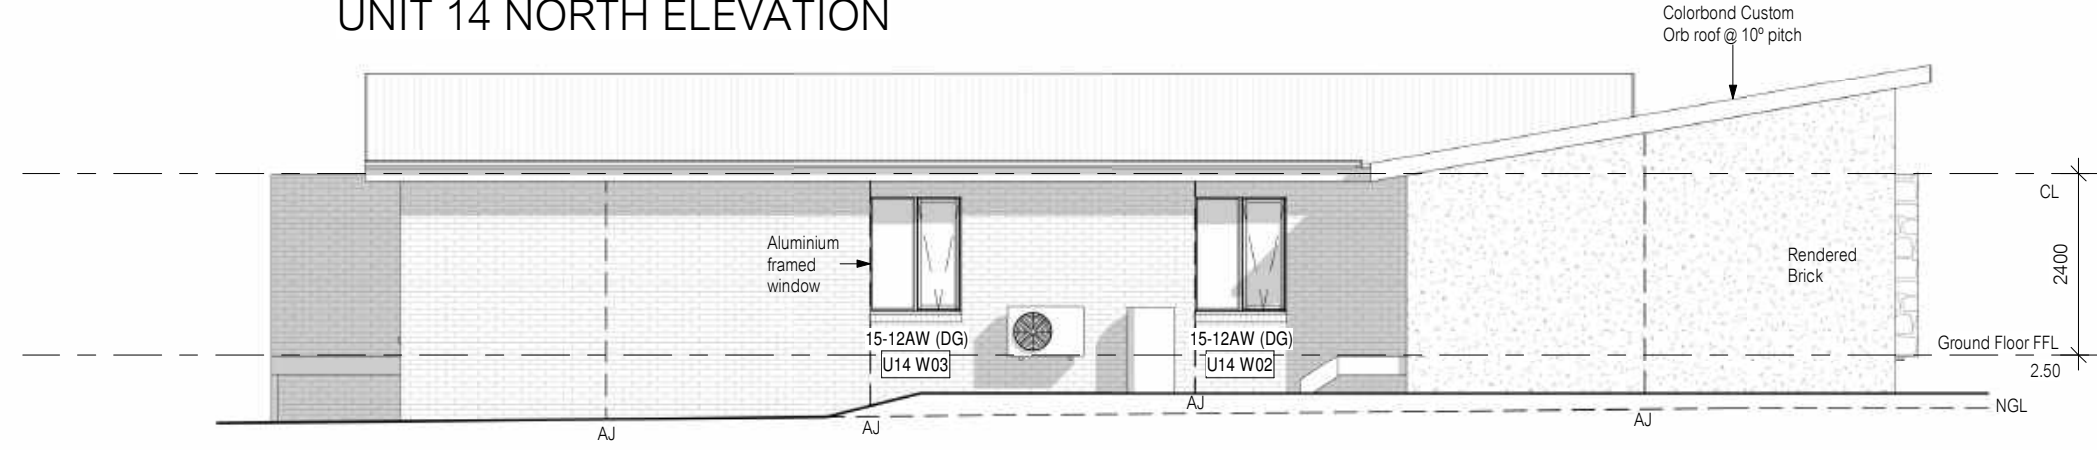 UNIT 14 NORTH ELEVATION
Colorbond Custom
Orb roof @ 10º pitch
CL
Aluminium
framed
window
Rendered
Brick
2400
15-12AW (DG)
U14 W03
15-12AW (DG)
U14 W02
Ground Floor FFL
2.50
NGL
AJ
AJ
AJ
AJ